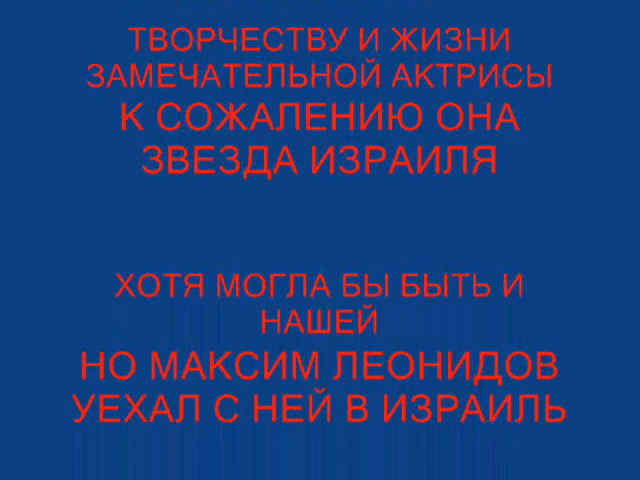 ТВОРЧЕСТВУ И ЖИЗНИ
ЗАМЕЧАТЕЛЬНОЙ АКТРИСЫ
К СОЖАЛЕНИЮ ОНА
ЗВЕЗДА ИЗРАИЛЯ
ХОТЯ МОГЛА БЫ БЫТЬ И
НАШЕЙ
НО МАКСИМ ЛЕОНИДОВ
УЕХАЛ С НЕЙ В ИЗРАИЛЬ